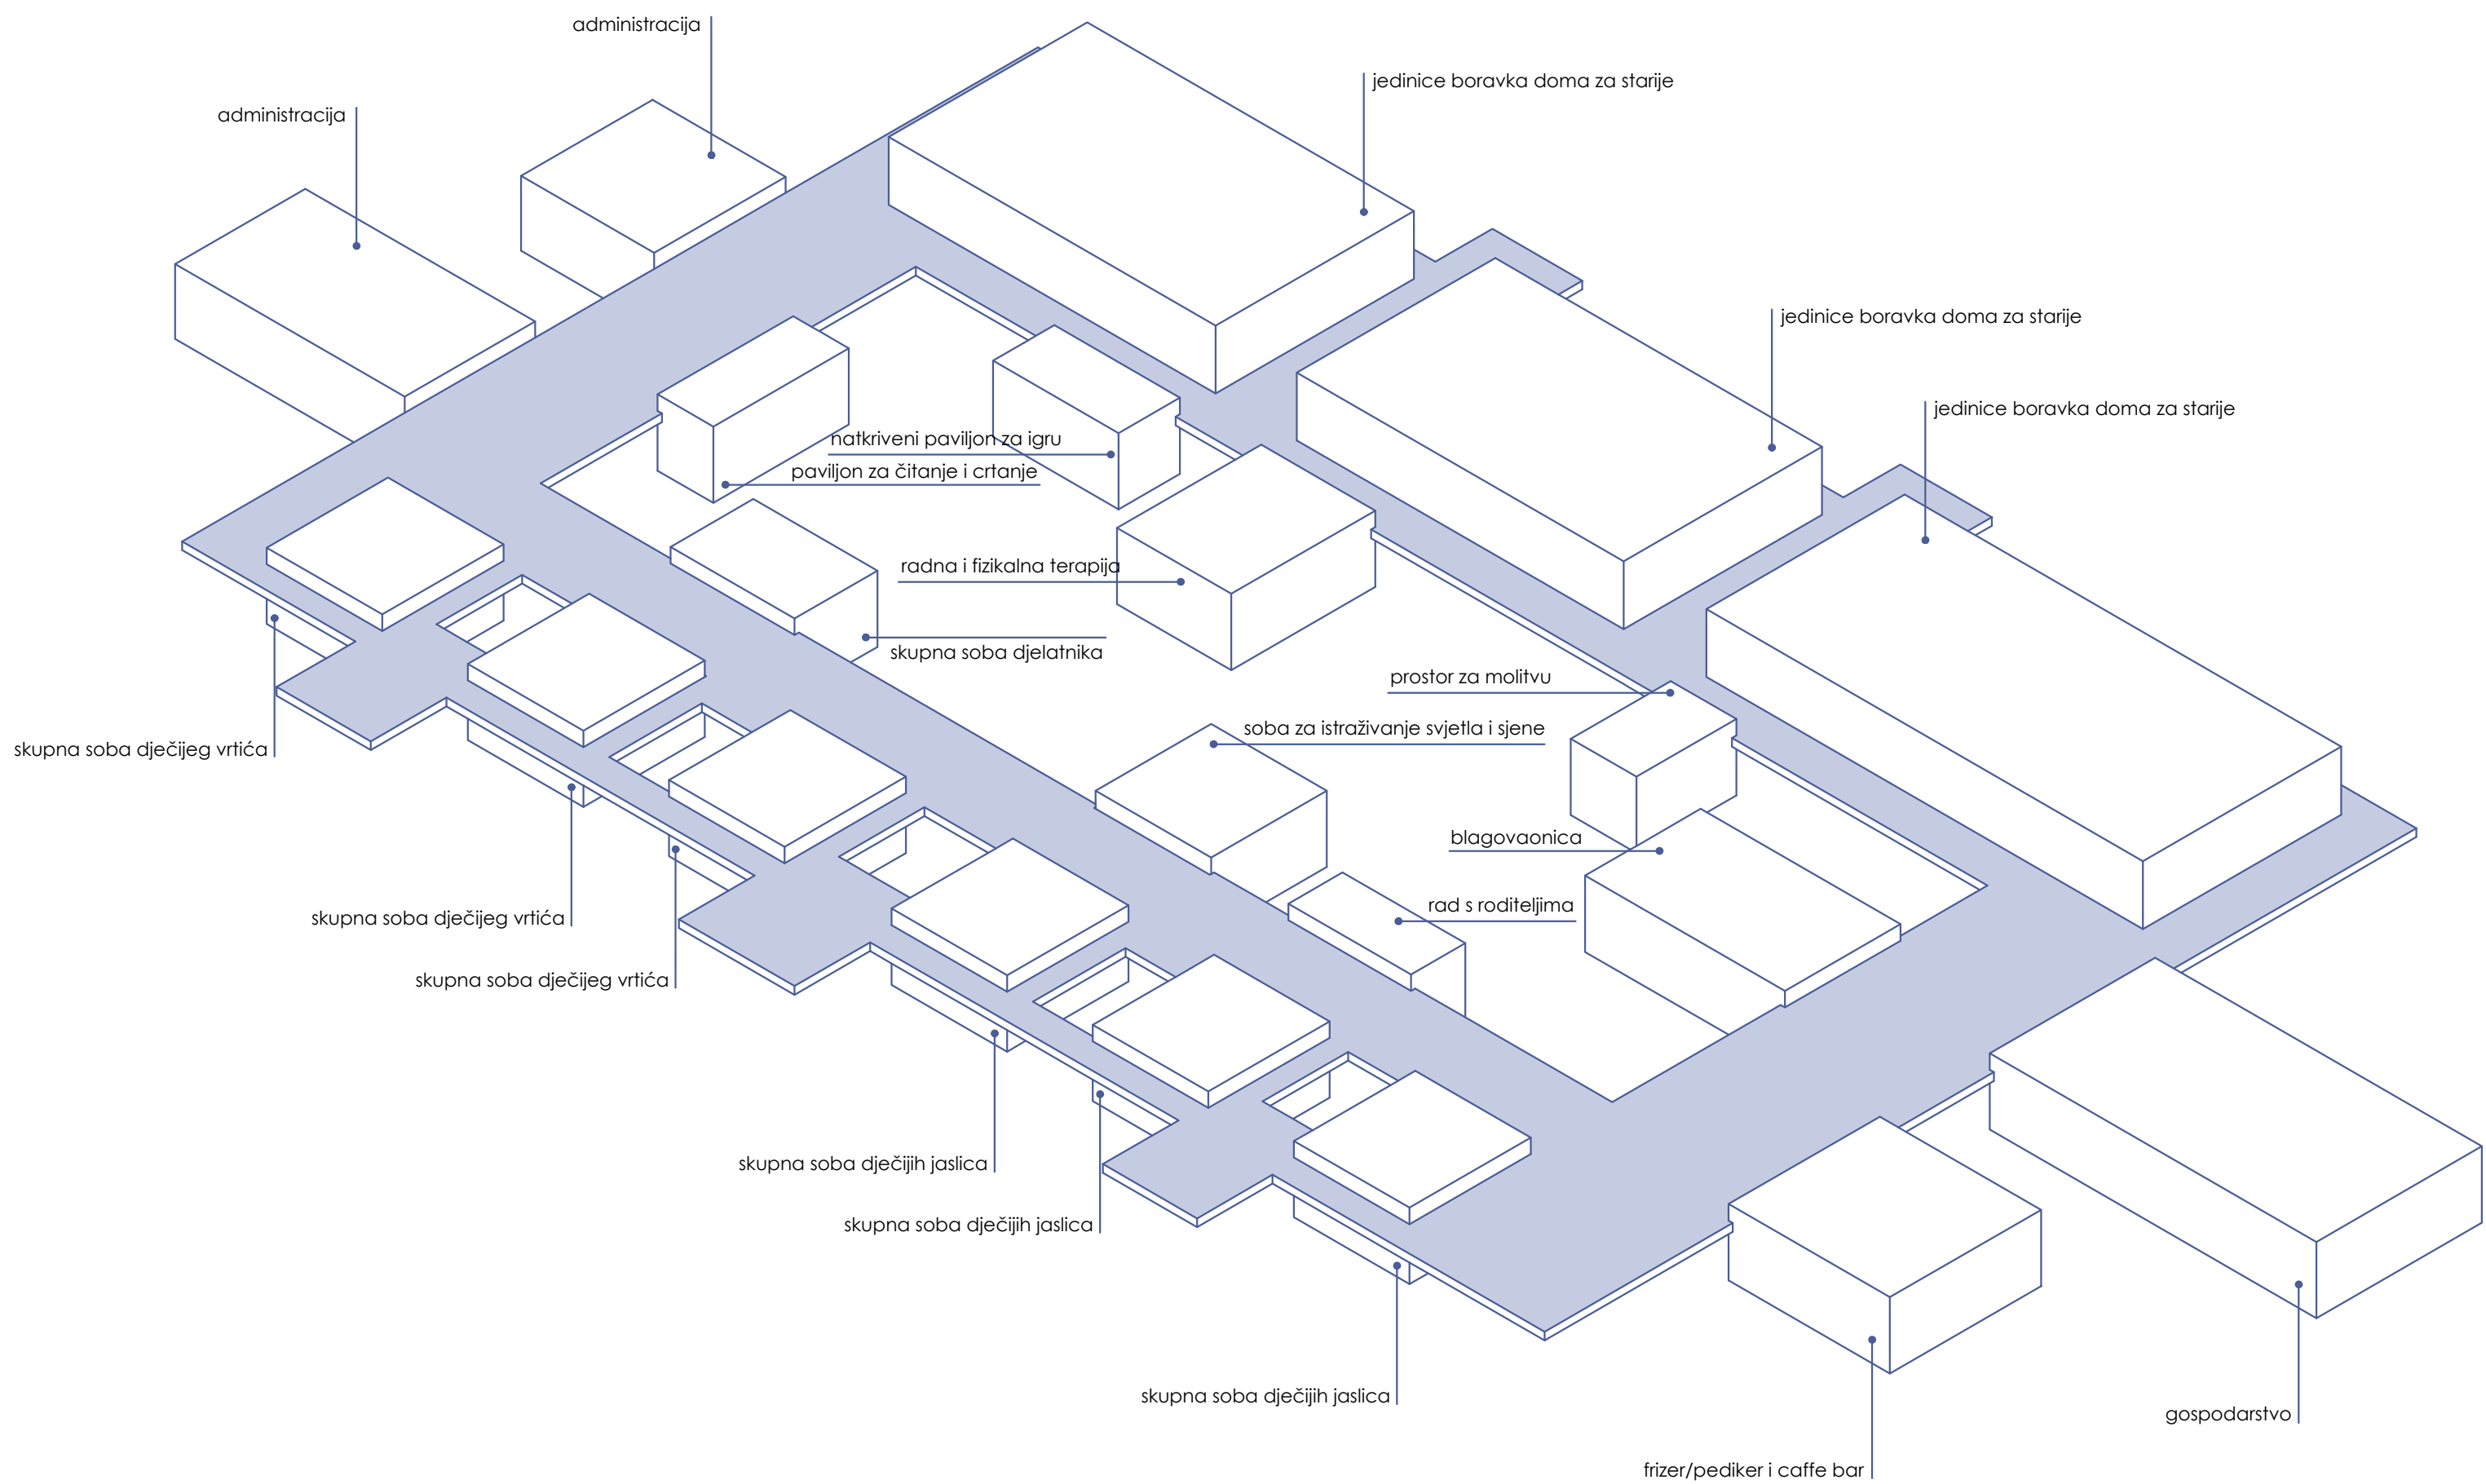 administracija
jedinice boravka doma za starije
administracija
jedinice boravka doma za starije
jedinice boravka doma za starije
natkriveni paviljon za igru
paviljon za čitanje i crtanje
radna i fizikalna terapija
skupna soba djelatnika
prostor za molitvu
soba za istraživanje svjetla i sjene
skupna soba dječijeg vrtića
blagovaonica
rad s roditeljima
skupna soba dječijeg vrtića
skupna soba dječijeg vrtića
skupna soba dječijih jaslica
skupna soba dječijih jaslica
skupna soba dječijih jaslica
gospodarstvo
frizer/pediker i caffe bar